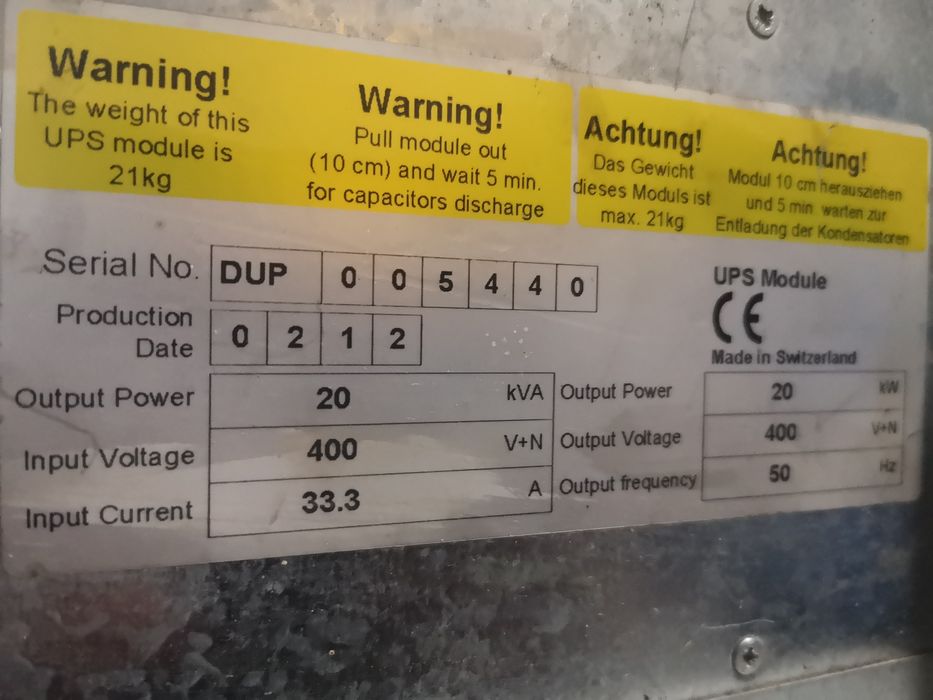 Warning!
The weight of this
UPS module is
21kg
Warning!
Pull module out
(10 cm) and wait 5 min.
for capacitors discharge
Achtung!
Das Gewicht
dieses Moduls ist
max. 21kg
Achtung!
Modul 10 cm herausziehen
und 5 min. warten zur
Entladung der Kondensatoren
Serial No. DUP 0 0 5 4 4 0
Production
Date 0 2 1 2
UPS Module
CE
Made in Switzerland
Output Power 20 kVA
Input Voltage 400 V+N
Input Current 33.3 A
Output Power 20 kW
Output Voltage 400 V+N
Output frequency 50 Hz